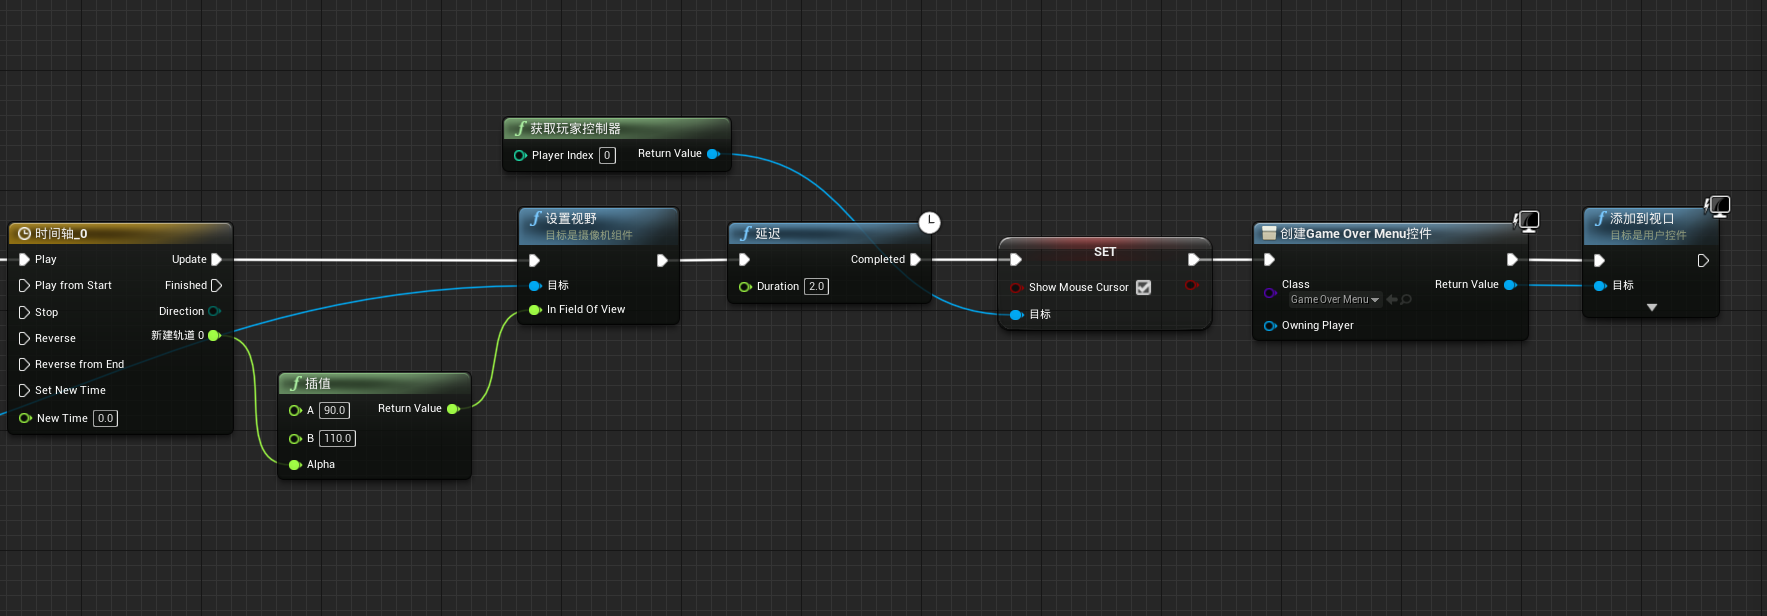 获取玩家控制器
Player Index 0 Return Value
时间轴_0
Play Update
Play from Start Finished
Stop Direction
Reverse 新建轨道 0
Reverse from End
Set New Time
New Time 0.0
插值
A 90.0 Return Value
B 110.0
Alpha
设置视野
目标是摄像机组件
目标
In Field Of View
延迟
Completed
Duration 2.0
SET
Show Mouse Cursor
目标
创建Game Over Menu控件
Class
Game Over Menu
Return Value
Owning Player
添加到视口
目标是用户控件
目标